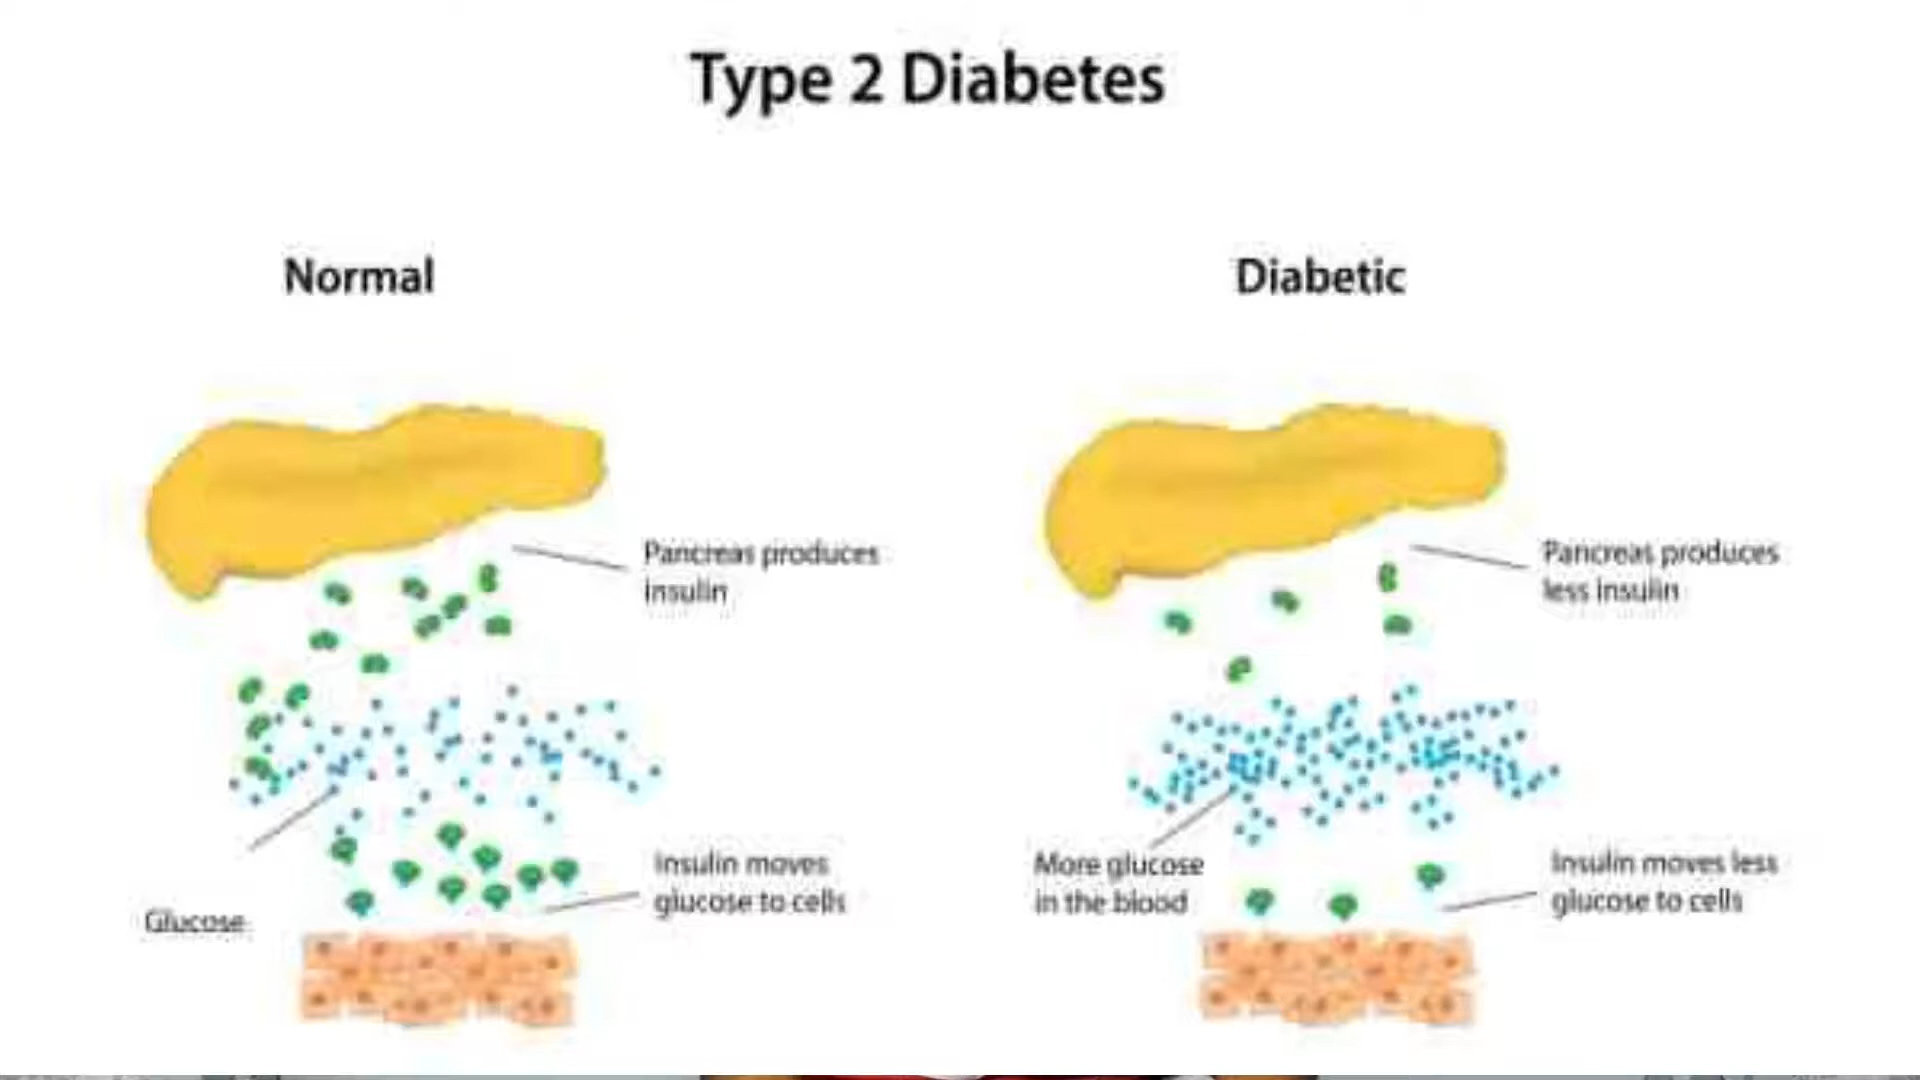 Type 2 Diabetes
Normal
Diabetic
Pancreas produces
insulin
Pancreas produces
less insulin
Glucose
Insulin moves
glucose to cells
More glucose
in the blood
Insulin moves less
glucose to cells